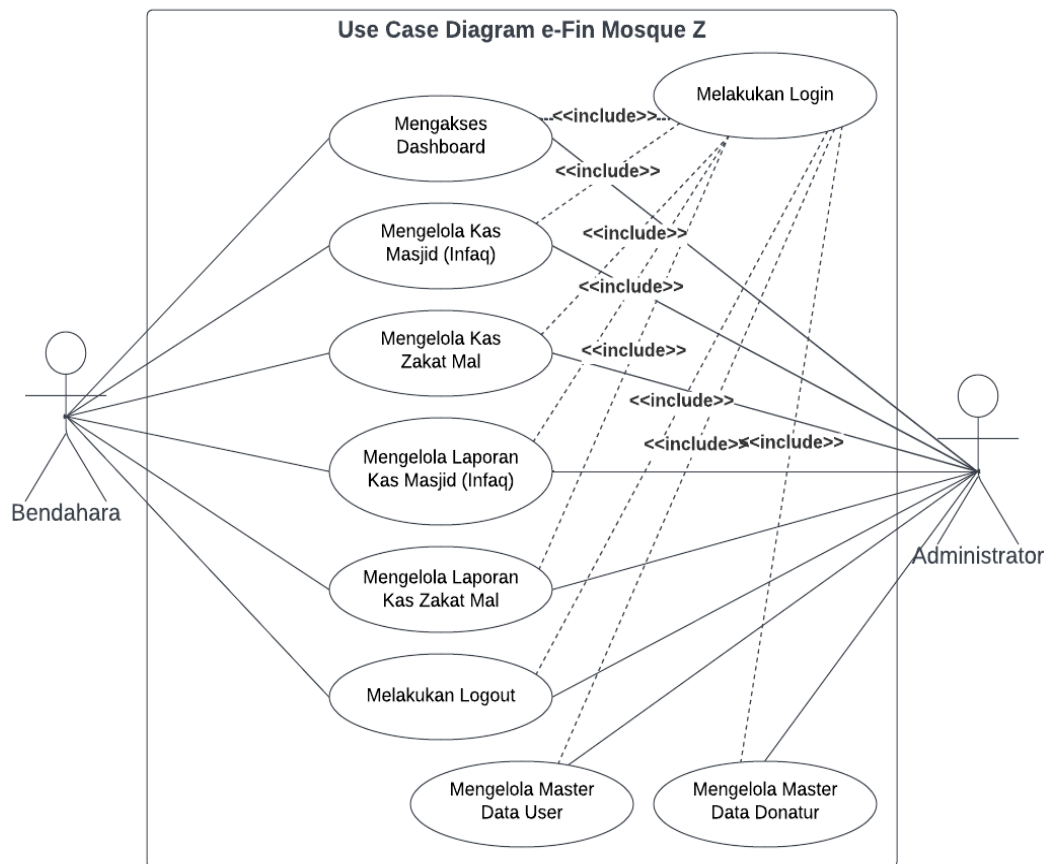 Use Case Diagram e-Fin Mosque Z
Melakukan Login
Mengakses
Dashboard
<<include>>
<<include>>
Mengelola Kas
Masjid (Infaq)
<<include>>
<<include>>
Mengelola Kas
Zakat Mal
<<include>>
<<include>>
<<include>>
<<include>>
Mengelola Laporan
Kas Masjid (Infaq)
Bendahara
Administrator
Mengelola Laporan
Kas Zakat Mal
Melakukan Logout
Mengelola Master
Data User
Mengelola Master
Data Donatur